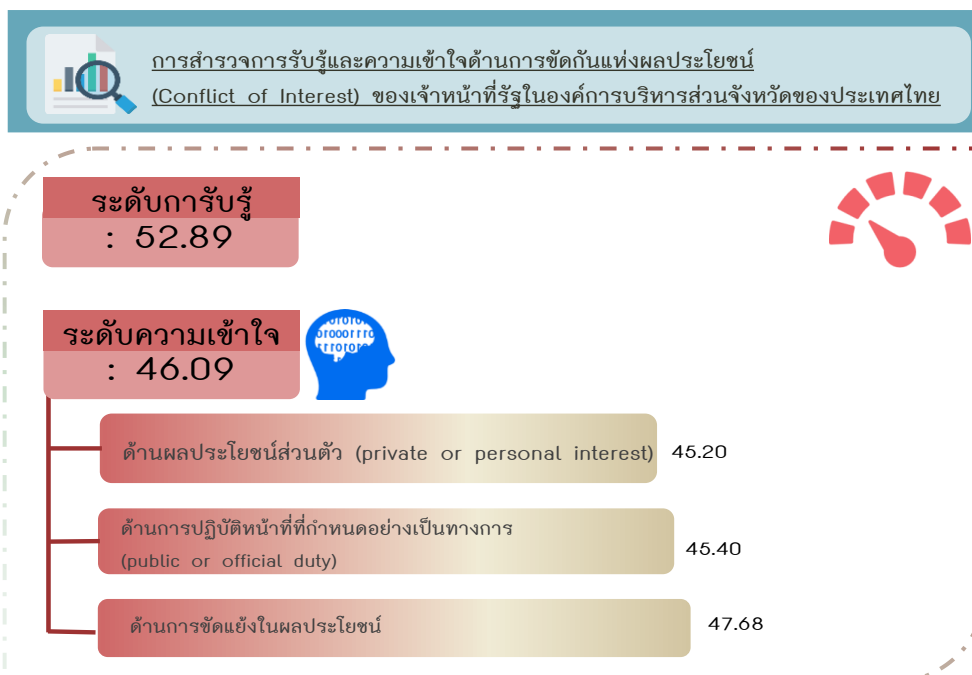 การสำรวจการรับรู้และความเข้าใจด้านการขัดกันแห่งผลประโยชน์
(Conflict of Interest) ของเจ้าหน้าที่รัฐในองค์การบริหารส่วนจังหวัดของประเทศไทย
ระดับการับรู้
: 52.89
ระดับความเข้าใจ
: 46.09
ด้านผลประโยชน์ส่วนตัว (private or personal interest) 45.20
ด้านการปฏิบัติหน้าที่ที่กำหนดอย่างเป็นทางการ
(public or official duty) 45.40
ด้านการขัดแย้งในผลประโยชน์ 47.68